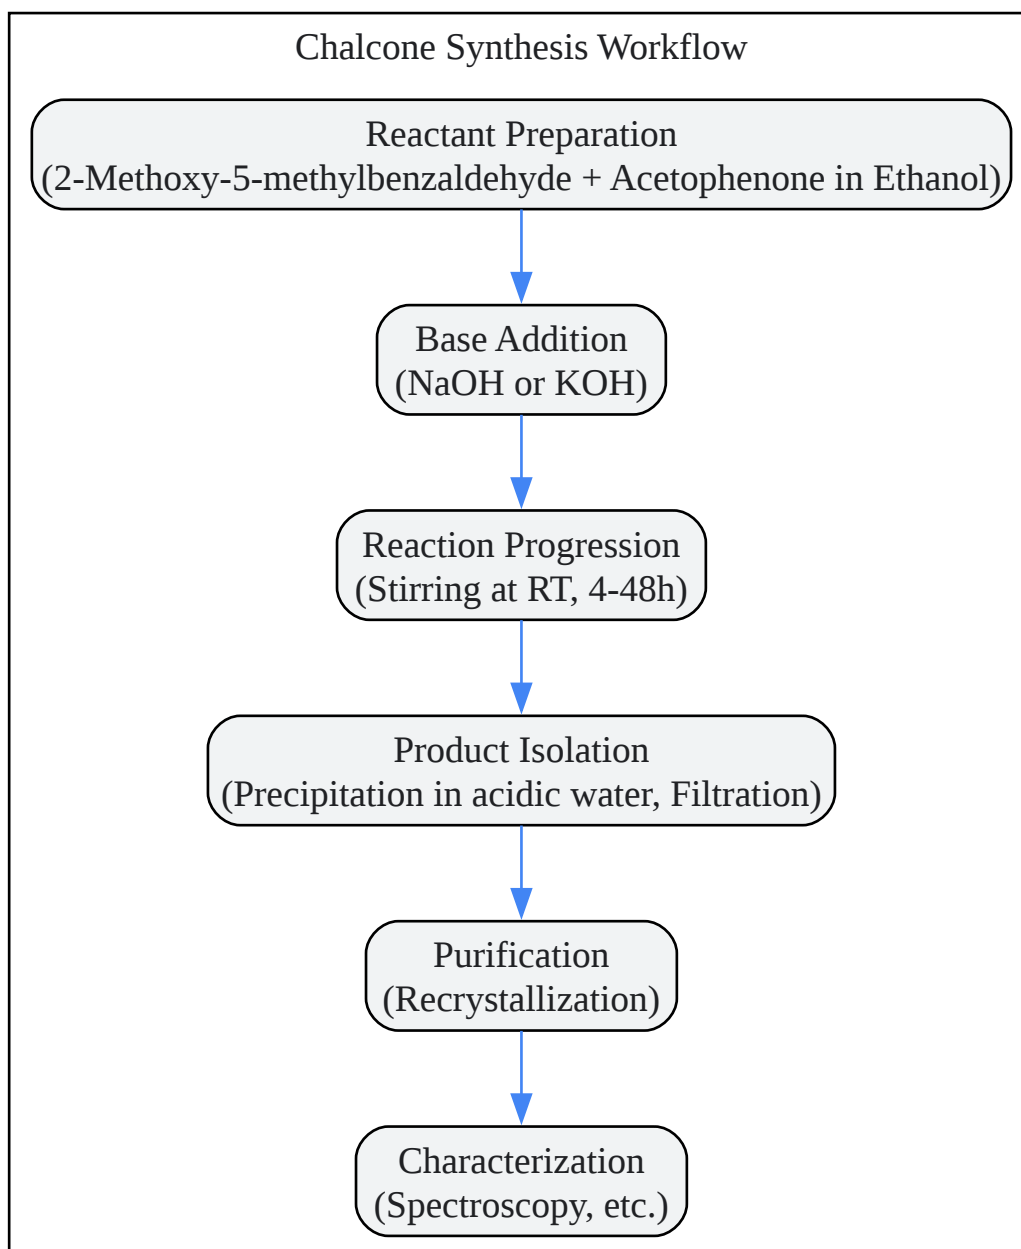 Chalcone Synthesis Workflow
Reactant Preparation
(2-Methoxy-5-methylbenzaldehyde + Acetophenone in Ethanol)
Base Addition
(NaOH or KOH)
Reaction Progression
(Stirring at RT, 4-48h)
Product Isolation
(Precipitation in acidic water, Filtration)
Purification
(Recrystallization)
Characterization
(Spectroscopy, etc.)